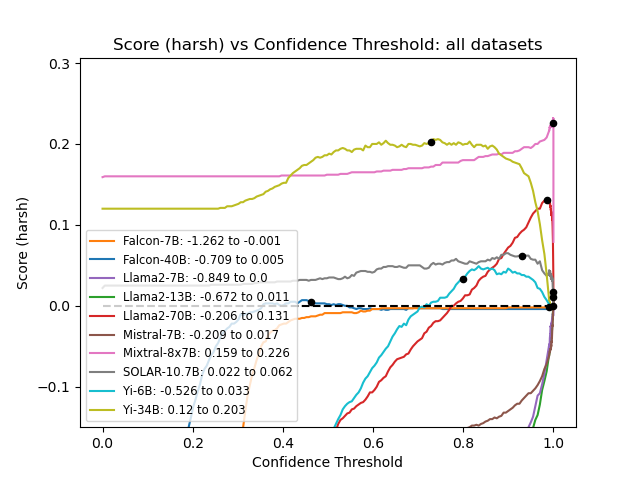 Score (harsh) vs Confidence Threshold: all datasets
Score (harsh)
0.3
0.2
0.1
0.0
−0.1
Falcon-7B: -1.262 to -0.001
Falcon-40B: -0.709 to 0.005
Llama2-7B: -0.849 to 0.0
Llama2-13B: -0.672 to 0.011
Llama2-70B: -0.206 to 0.131
Mistral-7B: -0.209 to 0.017
Mixtral-8x7B: 0.159 to 0.226
SOLAR-10.7B: 0.022 to 0.062
Yi-6B: -0.526 to 0.033
Yi-34B: 0.12 to 0.203
0.0 0.2 0.4 0.6 0.8 1.0
Confidence Threshold